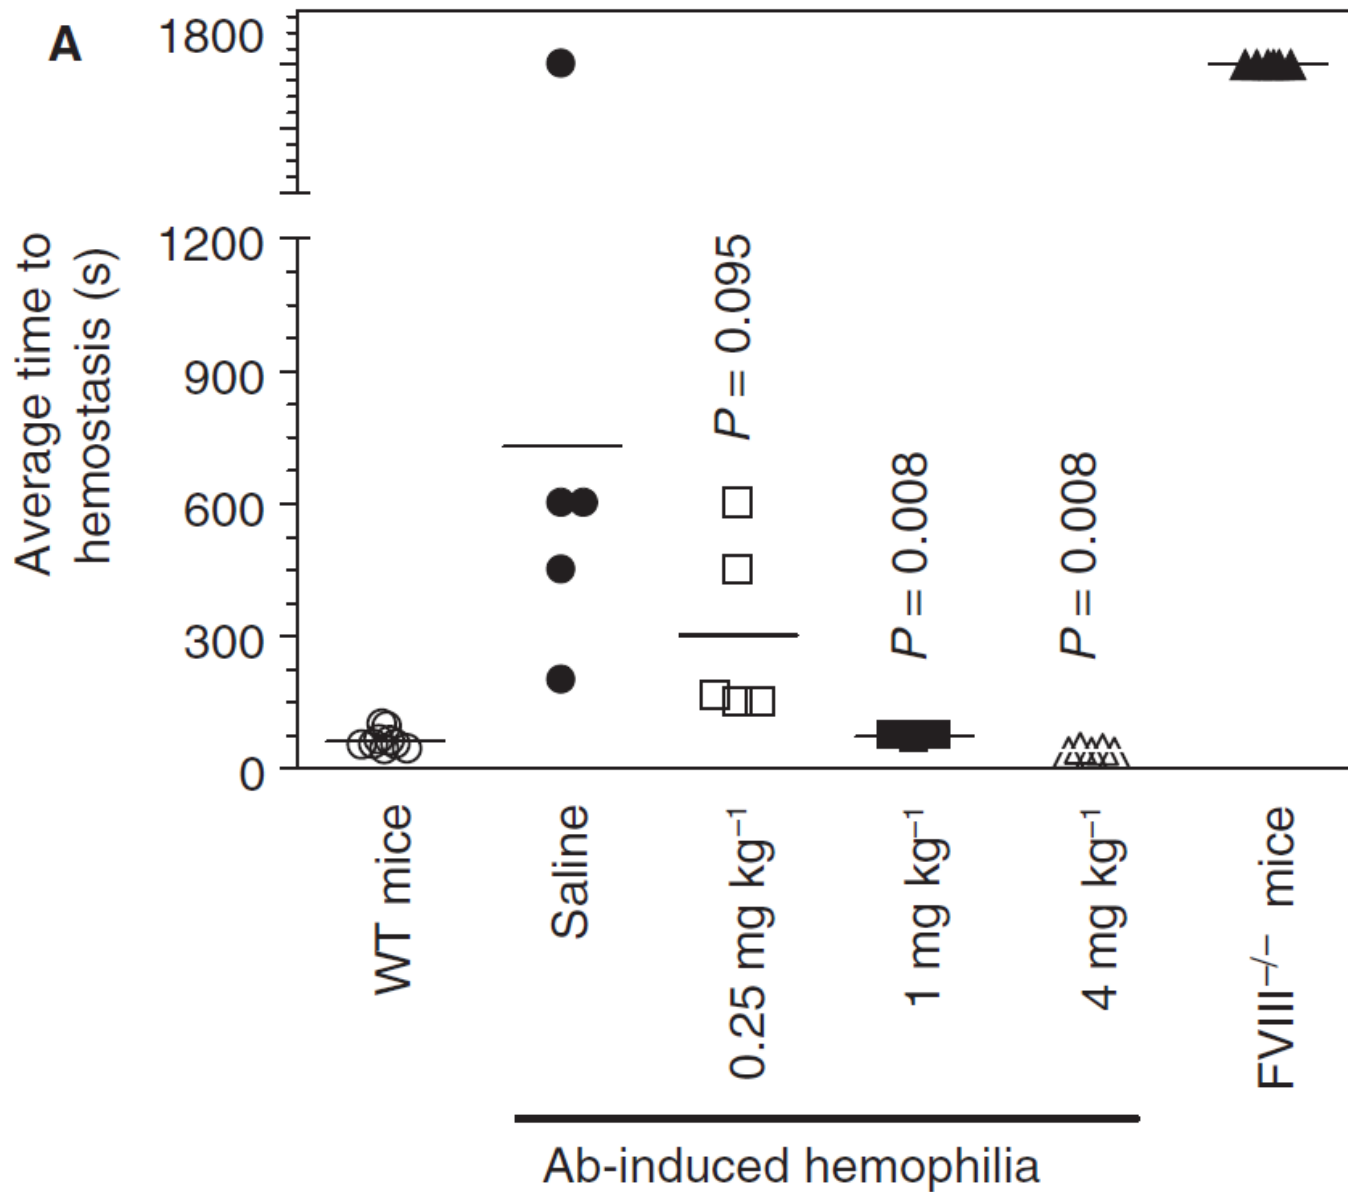 A
1800
1200
900
600
300
0
Average time to
hemostasis (s)
P = 0.095
P = 0.008
P = 0.008
WT mice
Saline
0.25 mg kg⁻¹
1 mg kg⁻¹
4 mg kg⁻¹
FVIII⁻/⁻ mice
Ab-induced hemophilia